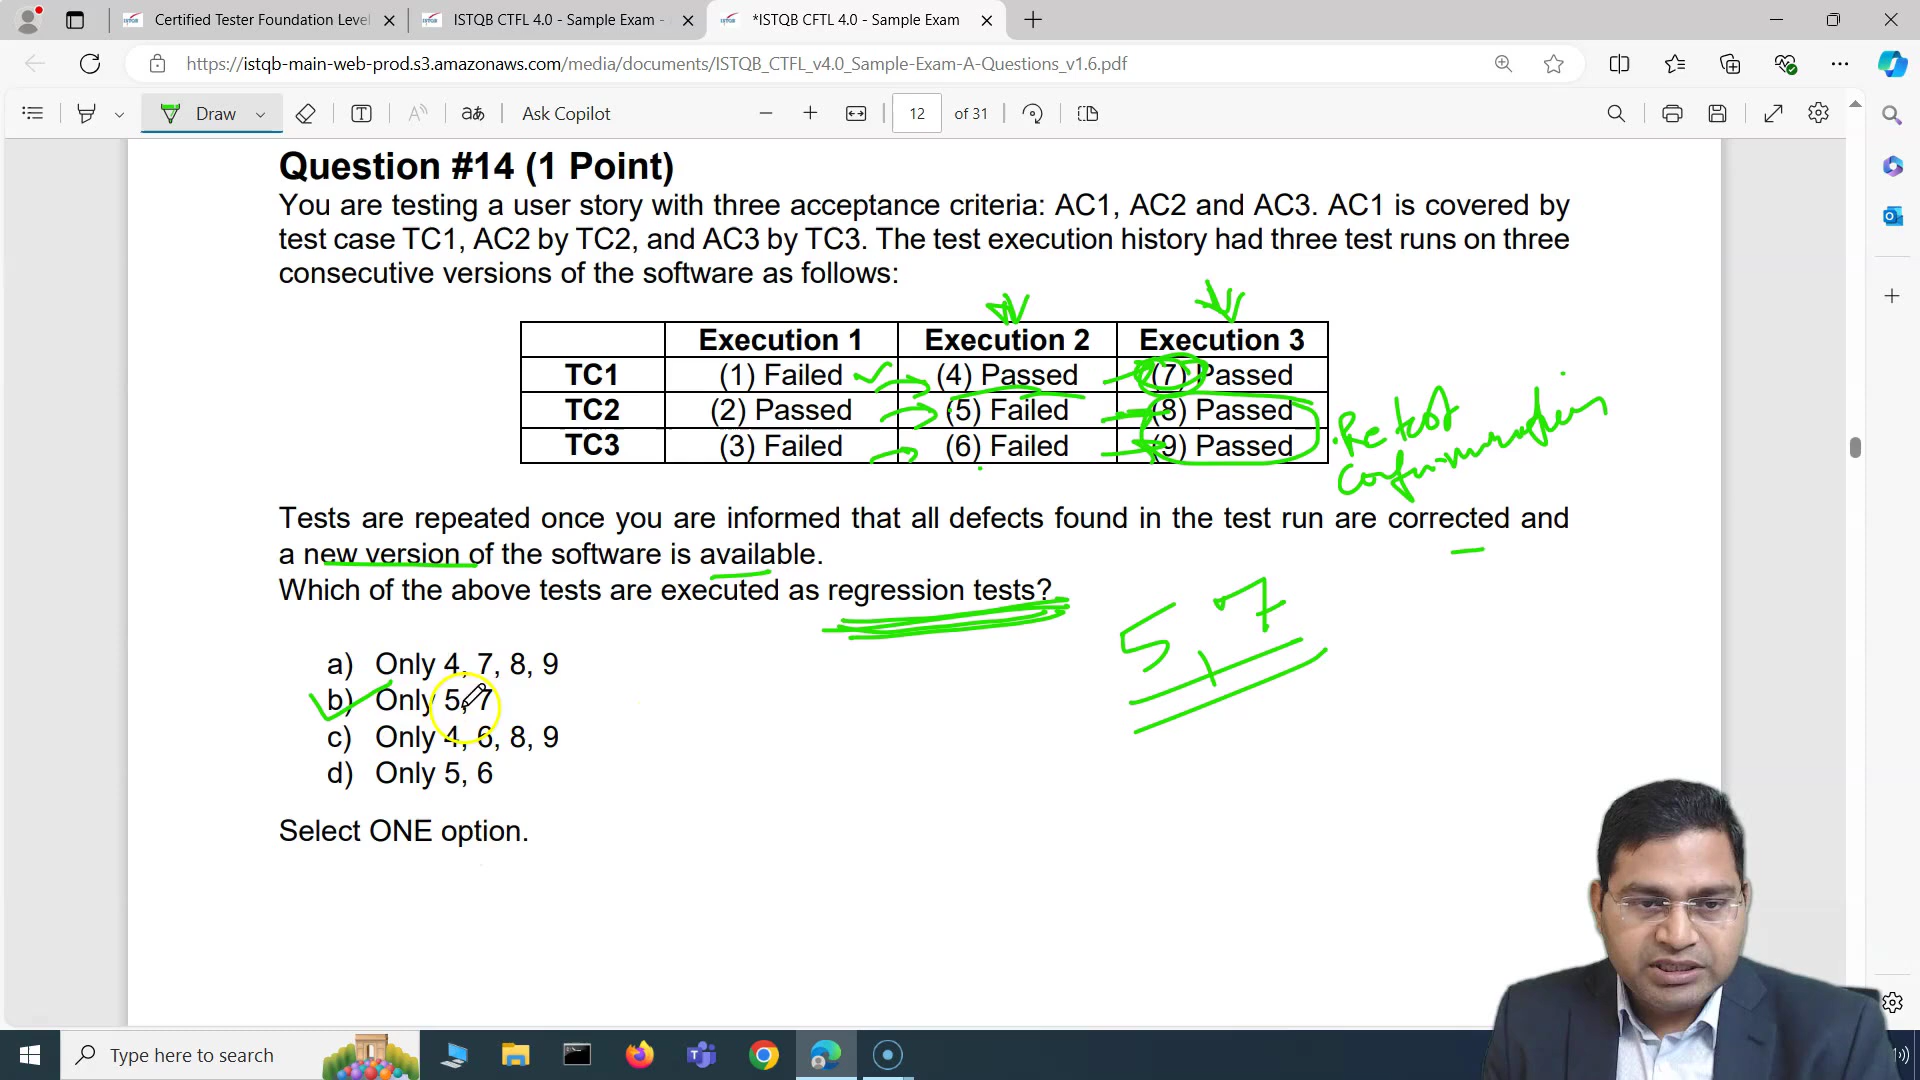 Certified Tester Foundation Level
ISTQB CTFL 4.0 - Sample Exam -
*ISTQB CFTL 4.0 - Sample Exam
https://istqb-main-web-prod.s3.amazonaws.com/media/documents/ISTQB_CTFL_v4.0_Sample-Exam-A-Questions_v1.6.pdf
Draw
aあ
Ask Copilot
12 of 31
Question #14 (1 Point)
You are testing a user story with three acceptance criteria: AC1, AC2 and AC3. AC1 is covered by
test case TC1, AC2 by TC2, and AC3 by TC3. The test execution history had three test runs on three
consecutive versions of the software as follows:
Execution 1 Execution 2 Execution 3
TC1 (1) Failed (4) Passed (7) Passed
TC2 (2) Passed (5) Failed (8) Passed
TC3 (3) Failed (6) Failed (9) Passed
Retest
Confirmation
Tests are repeated once you are informed that all defects found in the test run are corrected and
a new version of the software is available.
Which of the above tests are executed as regression tests?
5,7
a) Only 4, 7, 8, 9
b) Only 5, 7
c) Only 4, 6, 8, 9
d) Only 5, 6
Select ONE option.
Type here to search